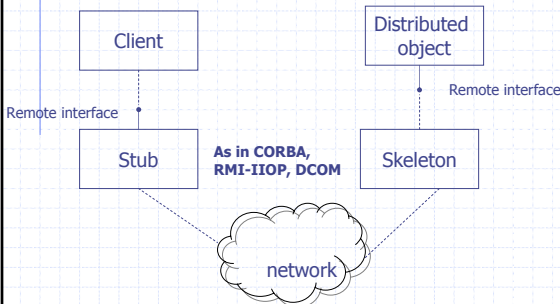 Client
Distributed
object
Remote interface
Remote interface
Stub
As in CORBA,
RMI-IIOP, DCOM
Skeleton
network